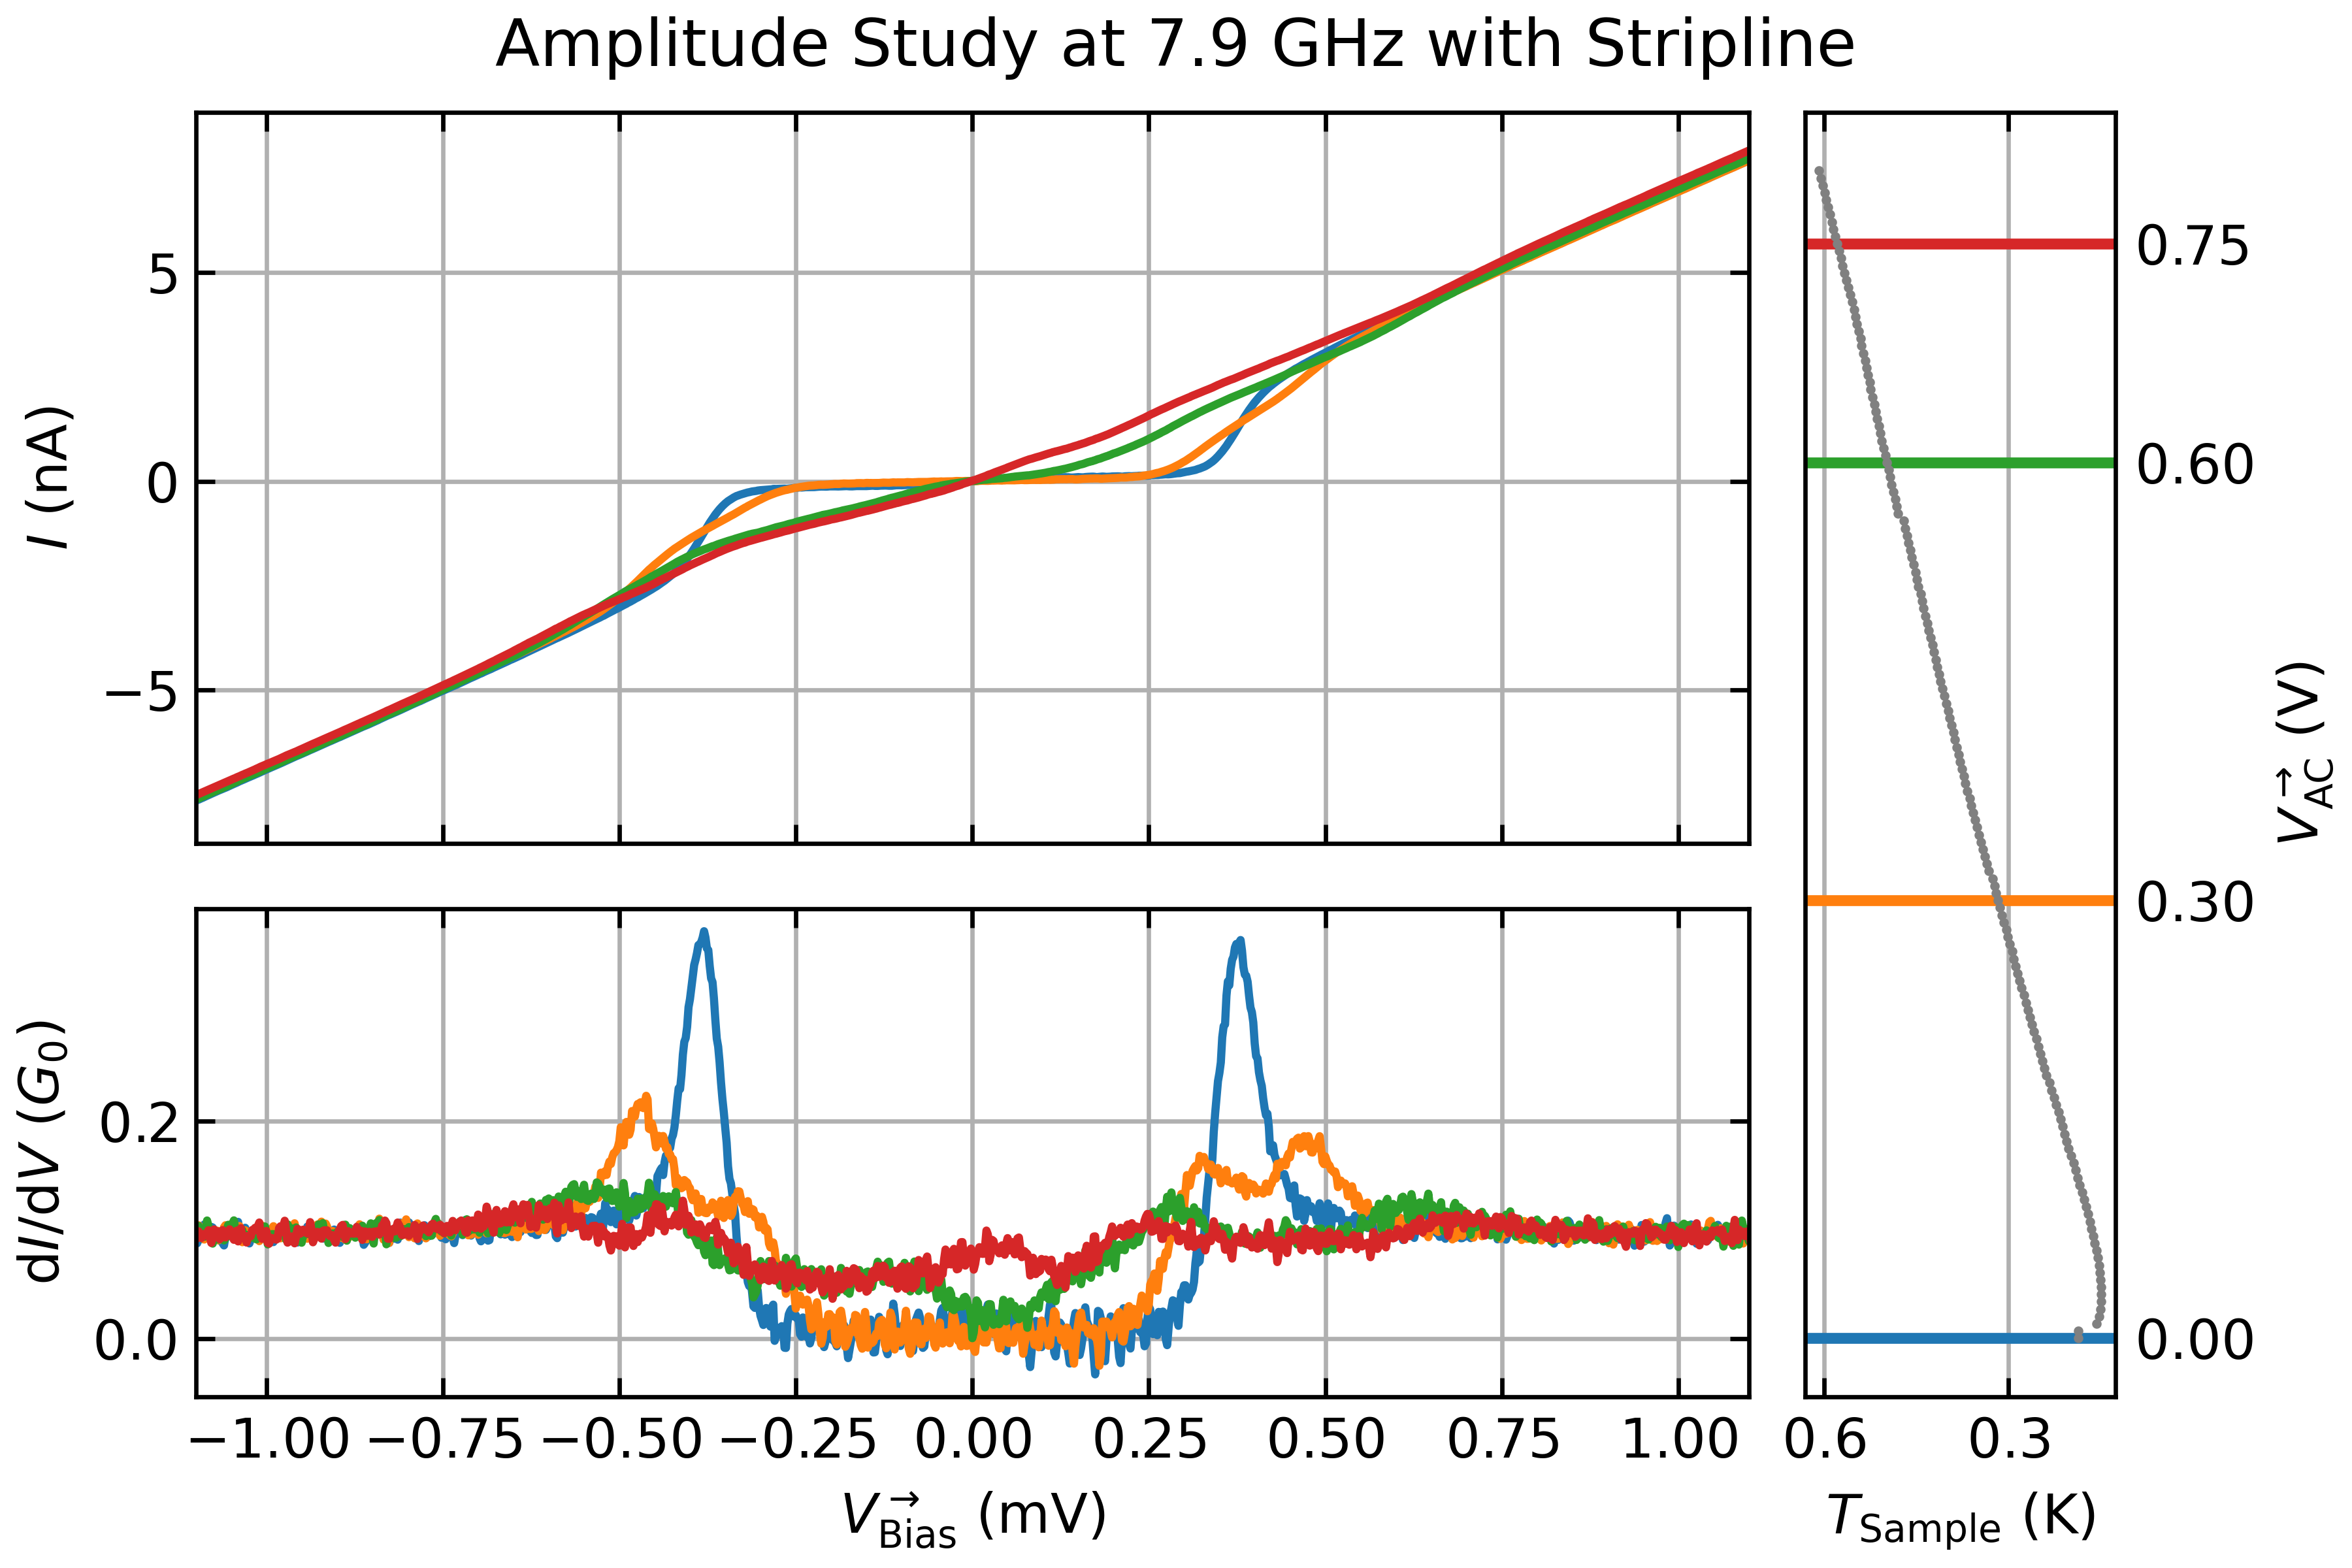 Amplitude Study at 7.9 GHz with Stripline
I (nA)
5
0
−5
dI/dV (G₀)
0.2
0.0
−1.00 −0.75 −0.50 −0.25 0.00 0.25 0.50 0.75 1.00
V→Bias (mV)
0.75
0.60
0.30
0.00
V→AC (V)
0.6 0.3
TSample (K)